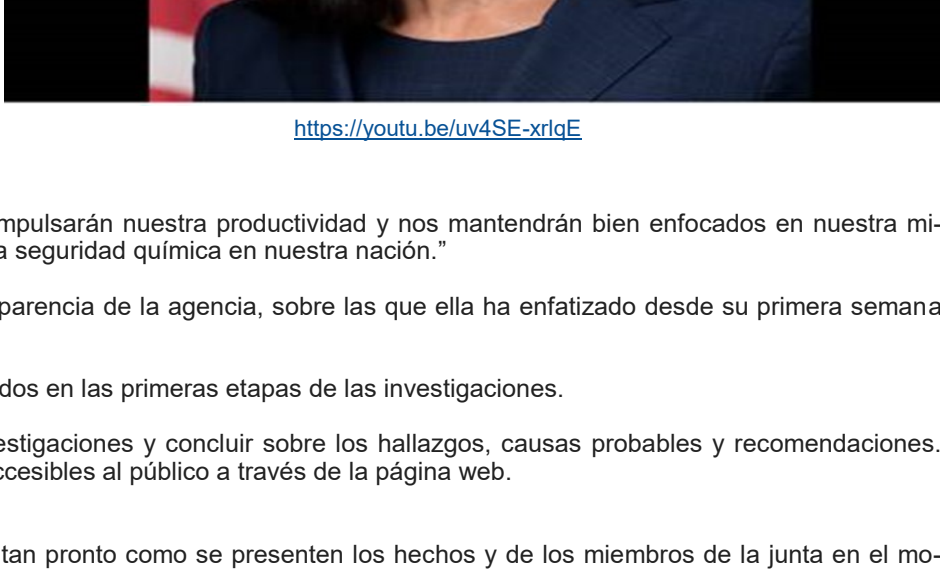 https://youtu.be/uv4SE-xrlqE
mpulsarán nuestra productividad y nos mantendrán bien enfocados en nuestra mi-
a seguridad química en nuestra nación.”
parencia de la agencia, sobre las que ella ha enfatizado desde su primera semana
dos en las primeras etapas de las investigaciones.
estigaciones y concluir sobre los hallazgos, causas probables y recomendaciones.
ccesibles al público a través de la página web.
tan pronto como se presenten los hechos y de los miembros de la junta en el mo-